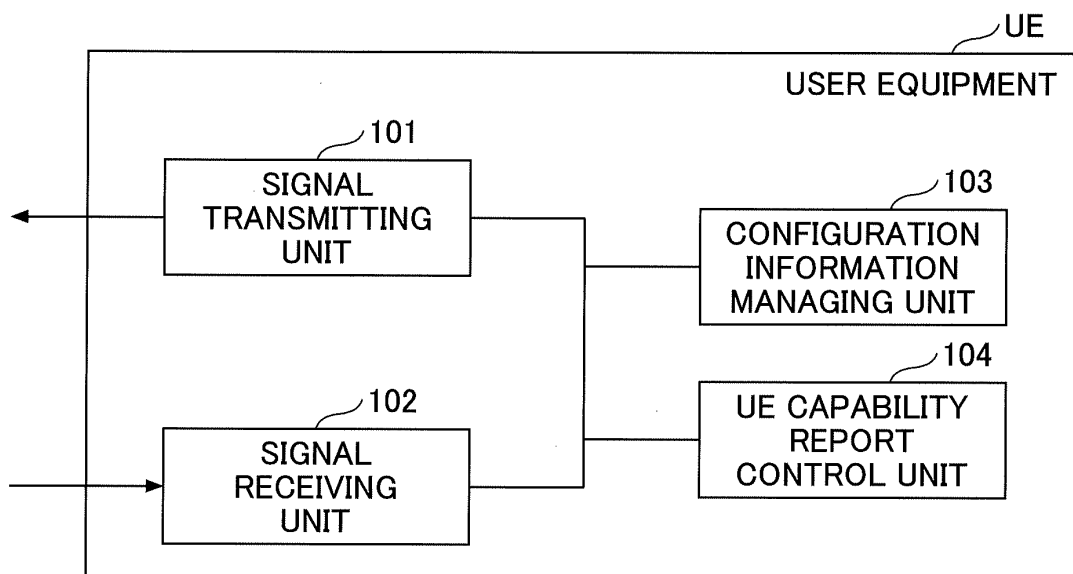 UE
USER EQUIPMENT
101
SIGNAL
TRANSMITTING
UNIT
103
CONFIGURATION
INFORMATION
MANAGING UNIT
104
UE CAPABILITY
REPORT
CONTROL UNIT
102
SIGNAL
RECEIVING
UNIT